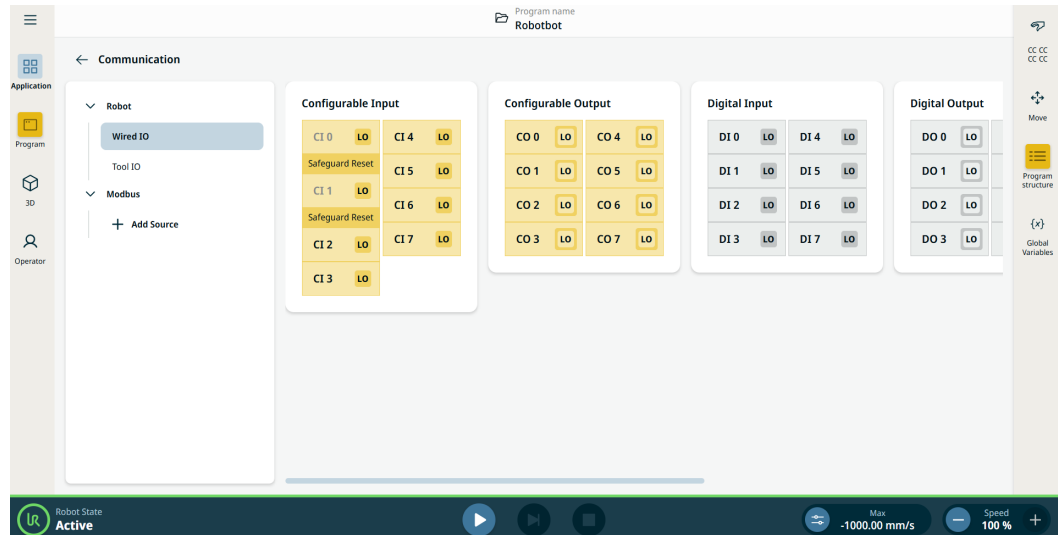 Program name
Robotbot
Application
Program
3D
Operator
Communication
Robot
Wired IO
Tool IO
Modbus
Add Source
Configurable Input
CI 0 LO CI 4 LO
Safeguard Reset
CI 5 LO
CI 1 LO
CI 6 LO
Safeguard Reset
CI 2 LO CI 7 LO
CI 3 LO
Configurable Output
CO 0 LO CO 4 LO
CO 1 LO CO 5 LO
CO 2 LO CO 6 LO
CO 3 LO CO 7 LO
Digital Input
DI 0 LO DI 4 LO
DI 1 LO DI 5 LO
DI 2 LO DI 6 LO
DI 3 LO DI 7 LO
Digital Output
DO 0 LO
DO 1 LO
DO 2 LO
DO 3 LO
CC CC
CC CC
Move
Program
structure
{x}
Global
Variables
UR
Robot State
Active
Max
-1000.00 mm/s
Speed
100 %